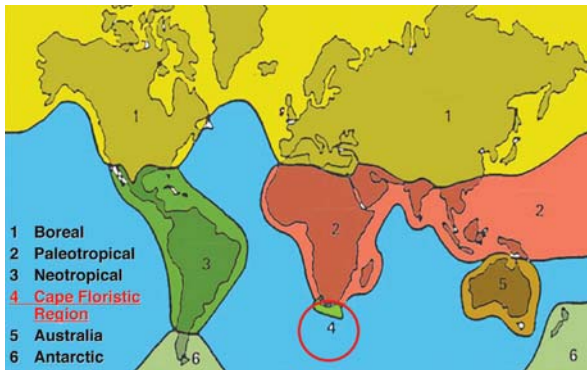 1
1
2
2
3
4
5
6
6
1 Boreal
2 Paleotropical
3 Neotropical
4 Cape Floristic
Region
5 Australia
6 Antarctic